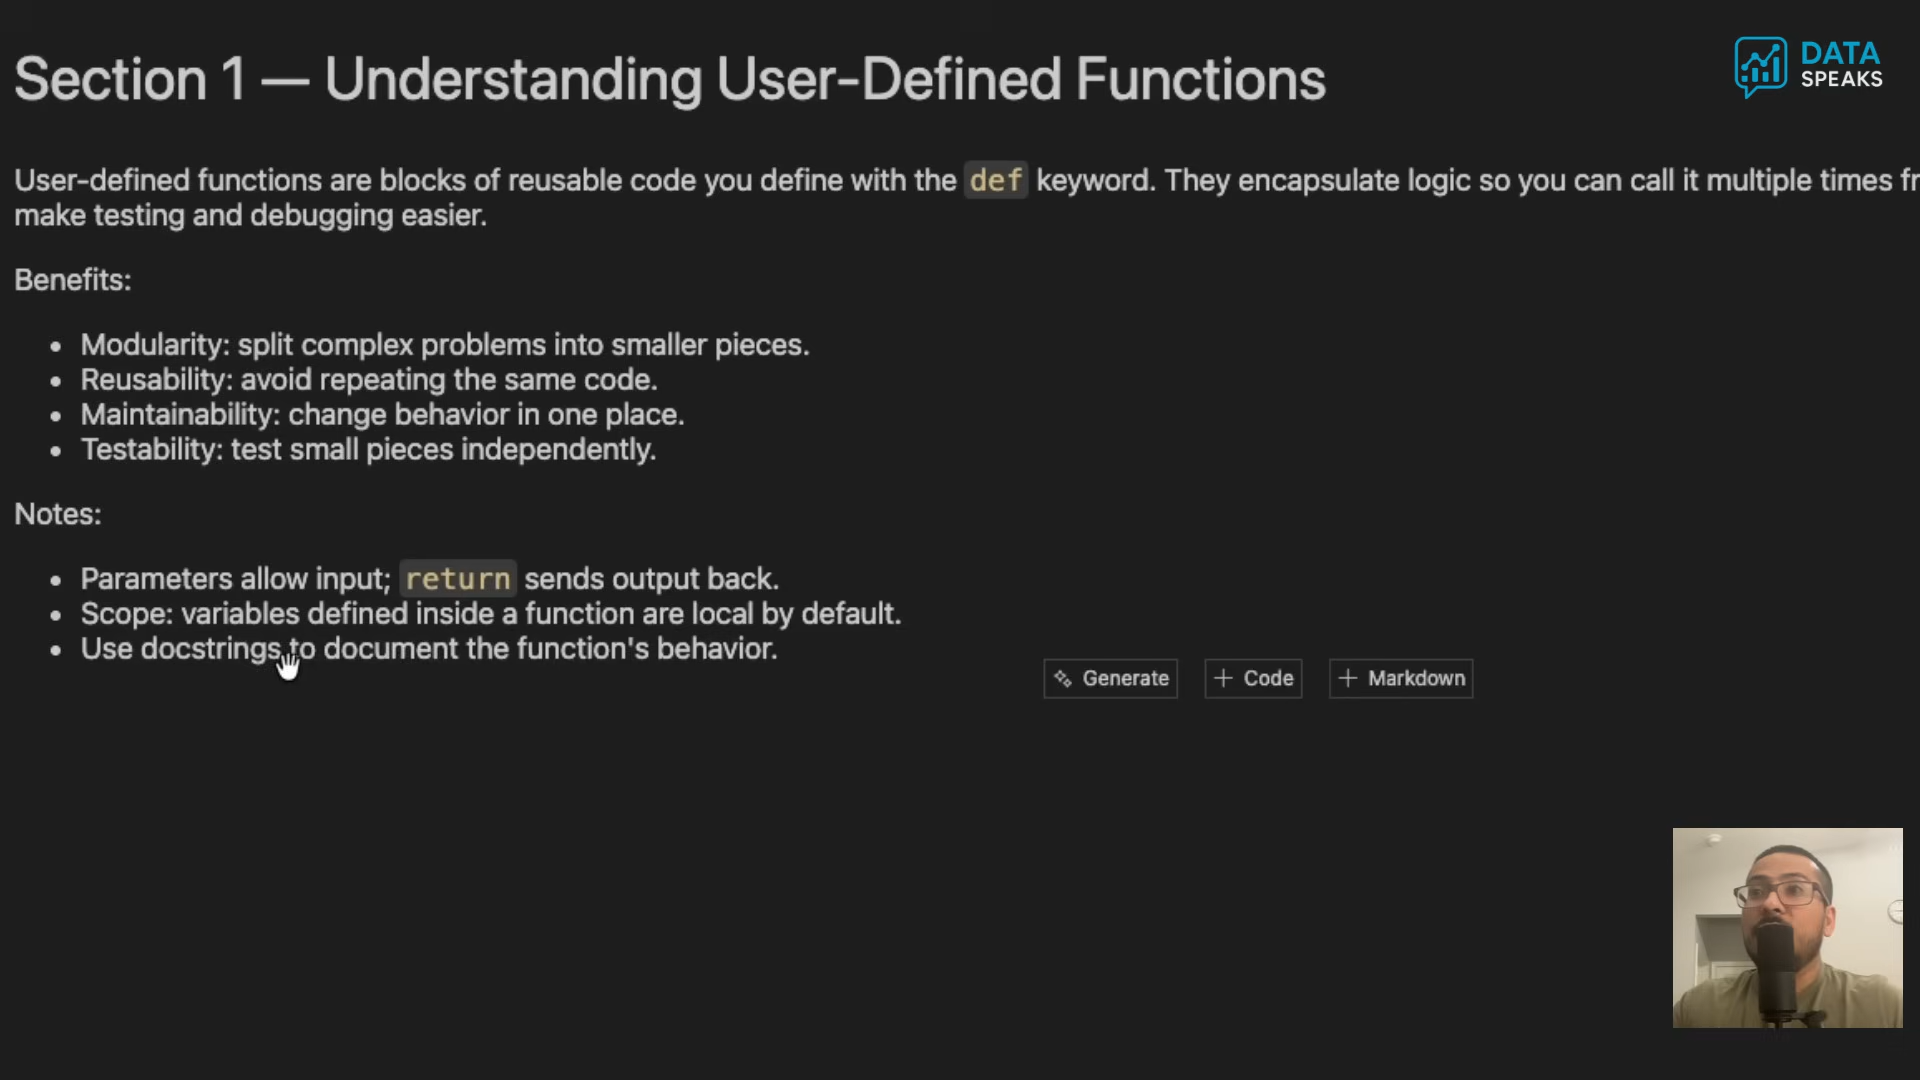 Section 1 — Understanding User-Defined Functions
DATA
SPEAKS
User-defined functions are blocks of reusable code you define with the def keyword. They encapsulate logic so you can call it multiple times
make testing and debugging easier.
Benefits:
• Modularity: split complex problems into smaller pieces.
• Reusability: avoid repeating the same code.
• Maintainability: change behavior in one place.
• Testability: test small pieces independently.
Notes:
• Parameters allow input; return sends output back.
• Scope: variables defined inside a function are local by default.
• Use docstrings to document the function's behavior.
Generate + Code + Markdown